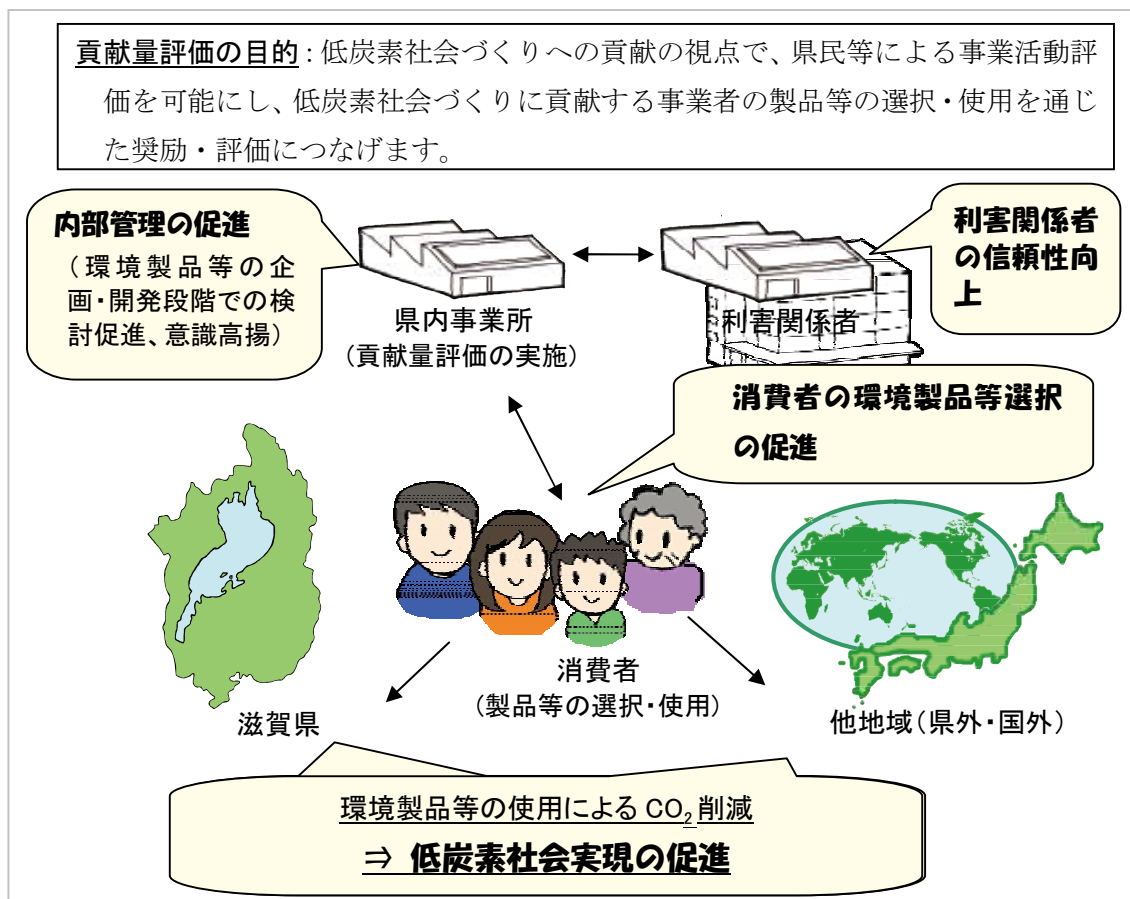 貢献量評価の目的：低炭素社会づくりへの貢献の視点で、県民等による事業活動評
価を可能にし、低炭素社会づくりに貢献する事業者の製品等の選択・使用を通じ
た奨励・評価につなげます。
内部管理の促進
（環境製品等の企
画・開発段階での検
討促進、意識高揚）
県内事業所
（貢献量評価の実施）
利害関係者
利害関係者
の信頼性向
上
消費者の環境製品等選択
の促進
消費者
（製品等の選択・使用）
滋賀県
他地域（県外・国外）
環境製品等の使用による CO₂削減
⇒ 低炭素社会実現の促進